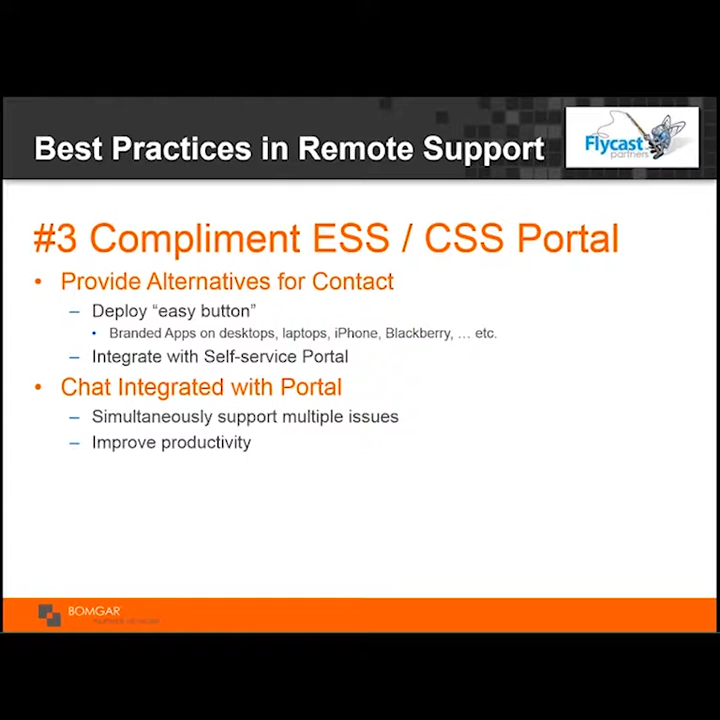 Best Practices in Remote Support
Flycast
partners
#3 Compliment ESS / CSS Portal
• Provide Alternatives for Contact
– Deploy “easy button”
• Branded Apps on desktops, laptops, iPhone, Blackberry, … etc.
– Integrate with Self-service Portal
• Chat Integrated with Portal
– Simultaneously support multiple issues
– Improve productivity
BOMGAR
PARTNER NETWORK